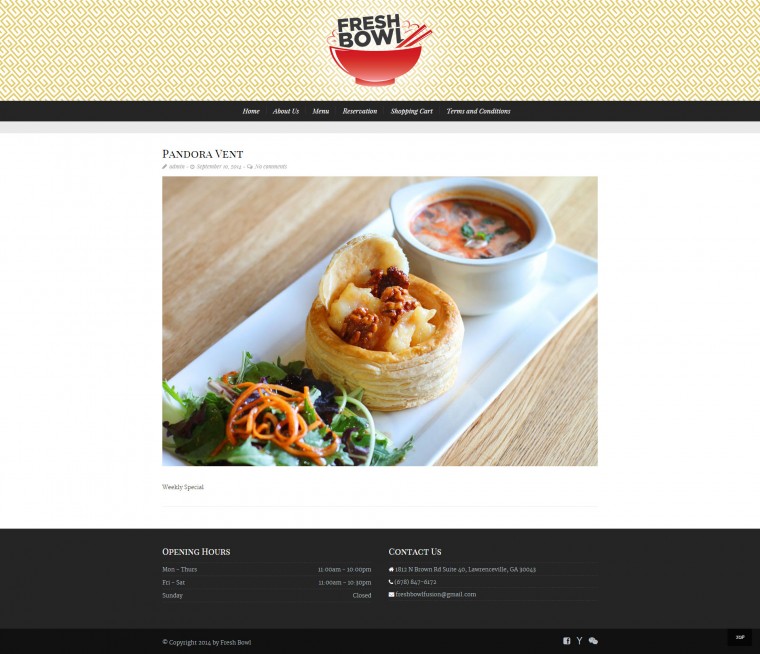 FRESH
BOWL
Home About Us Menu Reservation Shopping Cart Terms and Conditions
Pandora Vent
admin - September 19, 2014 - No comments
Weekly Special
Opening Hours
Mon - Thurs 11:00am - 10:00pm
Fri - Sat 11:00am - 10:30pm
Sunday Closed
Contact Us
1812 N Brown Rd Suite 40, Lawrenceville, GA 30043
(678) 847-6172
freshbowlfusion@gmail.com
© Copyright 2014 by Fresh Bowl
TOP